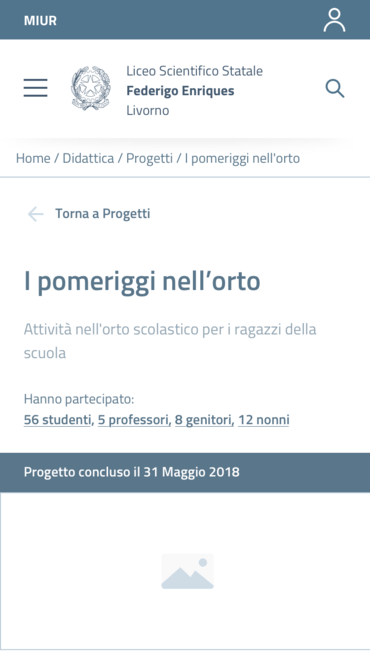 MIUR
Liceo Scientifico Statale
Federigo Enriques
Livorno
Home / Didattica / Progetti / I pomeriggi nell'orto
Torna a Progetti
I pomeriggi nell’orto
Attività nell'orto scolastico per i ragazzi della
scuola
Hanno partecipato:
56 studenti, 5 professori, 8 genitori, 12 nonni
Progetto concluso il 31 Maggio 2018